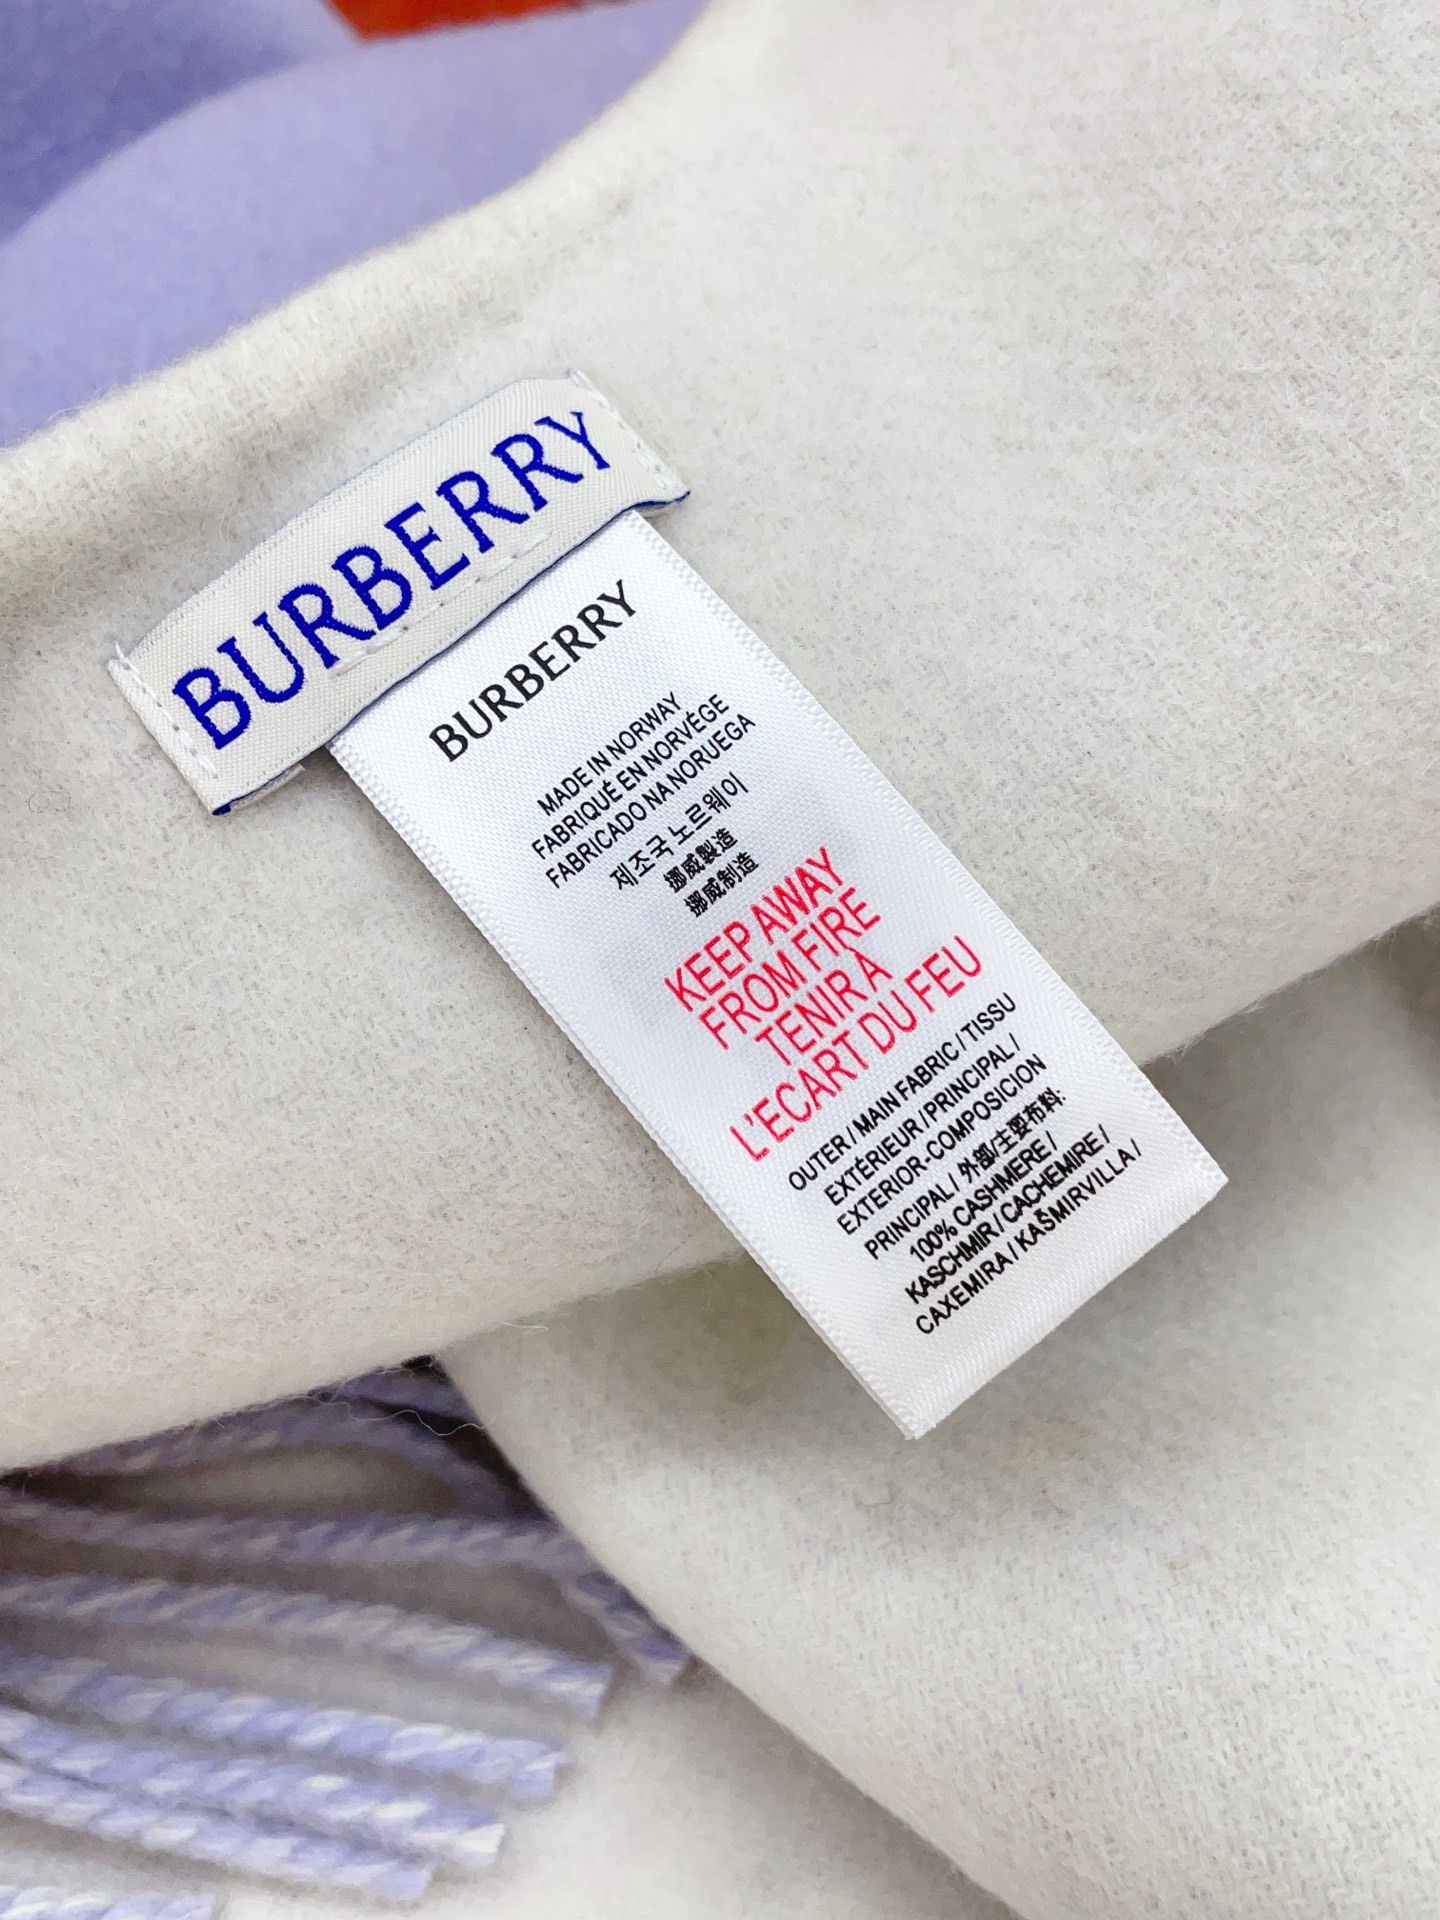 BURBERRY
BURBERRY
MADE IN NORWAY
FABRIQUÉ EN NORVÉGE
FABRICADO NA NORUEGA
제조국 노르웨이
挪威製造
挪威制造
KEEP AWAY
FROM FIRE
TENIR A
L'ECART DU FEU
OUTER / MAIN FABRIC / TISSU
EXTÉRIEUR / PRINCIPAL /
EXTERIOR-COMPOSICION
PRINCIPAL / 外部/主要布料:
100% CASHMERE /
KASCHMIR / CACHEMIRE /
CAXEMIRA / KAŠMIRVILLA /